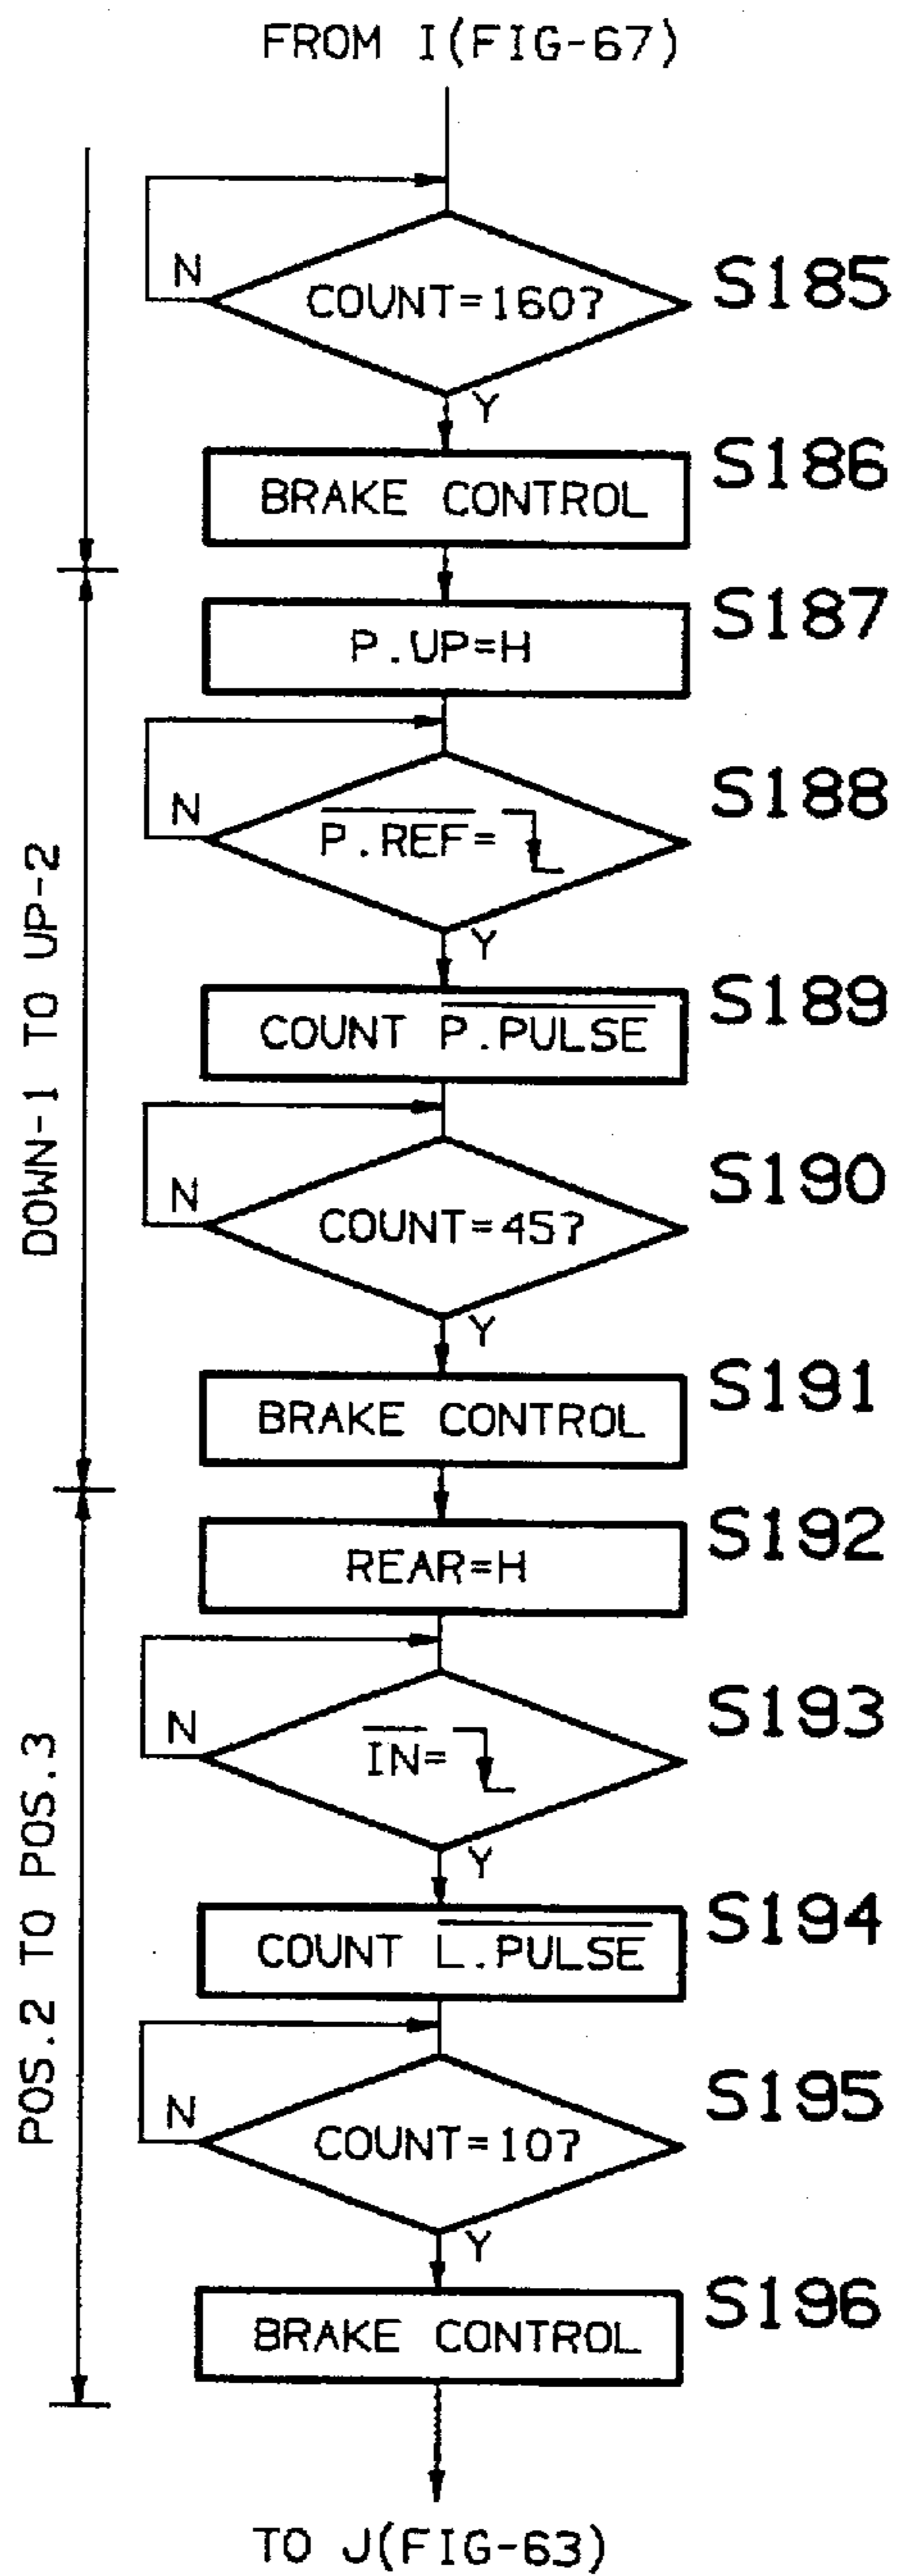 FROM I(FIG-67)
N
COUNT=160?
S185
Y
BRAKE CONTROL
S186
P.UP=H
S187
N
P.REF=
S188
Y
COUNT P.PULSE
S189
DOWN-1 TO UP-2
N
COUNT=45?
S190
Y
BRAKE CONTROL
S191
REAR=H
S192
N
IN=
S193
Y
COUNT L.PULSE
S194
POS.2 TO POS.3
N
COUNT=10?
S195
Y
BRAKE CONTROL
S196
TO J(FIG-63)